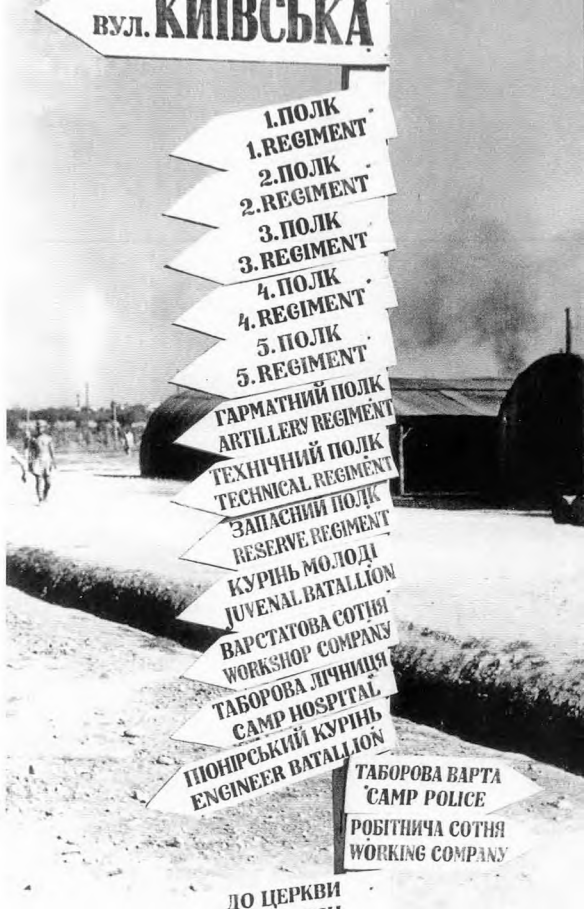 вул. КИЇВСЬКА
1. ПОЛК
1. REGIMENT
2. ПОЛК
2. REGIMENT
3. ПОЛК
3. REGIMENT
4. ПОЛК
4. REGIMENT
5. ПОЛК
5. REGIMENT
ГАРМАТНИЙ ПОЛК
ARTILLERY REGIMENT
ТЕХНІЧНИЙ ПОЛК
TECHNICAL REGIMENT
ЗАПАСНИЙ ПОЛК
RESERVE REGIMENT
КУРІНЬ МОЛОДІ
JUVENAL BATALLION
ВАРСТАТОВА СОТНЯ
WORKSHOP COMPANY
ТАБОРОВА ЛІЧНИЦЯ
CAMP HOSPITAL
ПІОНІРСЬКИЙ КУРІНЬ
ENGINEER BATALLION
ТАБОРОВА ВАРТА
CAMP POLICE
РОБІТНИЧА СОТНЯ
WORKING COMPANY
ДО ЦЕРКВИ